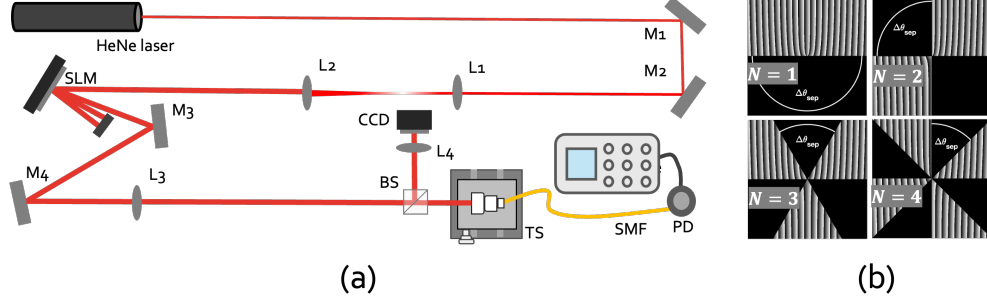 HeNe laser
M1
M2
L2
L1
SLM
M3
CCD
L4
M4
L3
BS
TS
SMF
PD
(a)
Δθsep
N = 1
Δθsep
Δθsep
N = 2
Δθsep
N = 3
Δθsep
N = 4
(b)